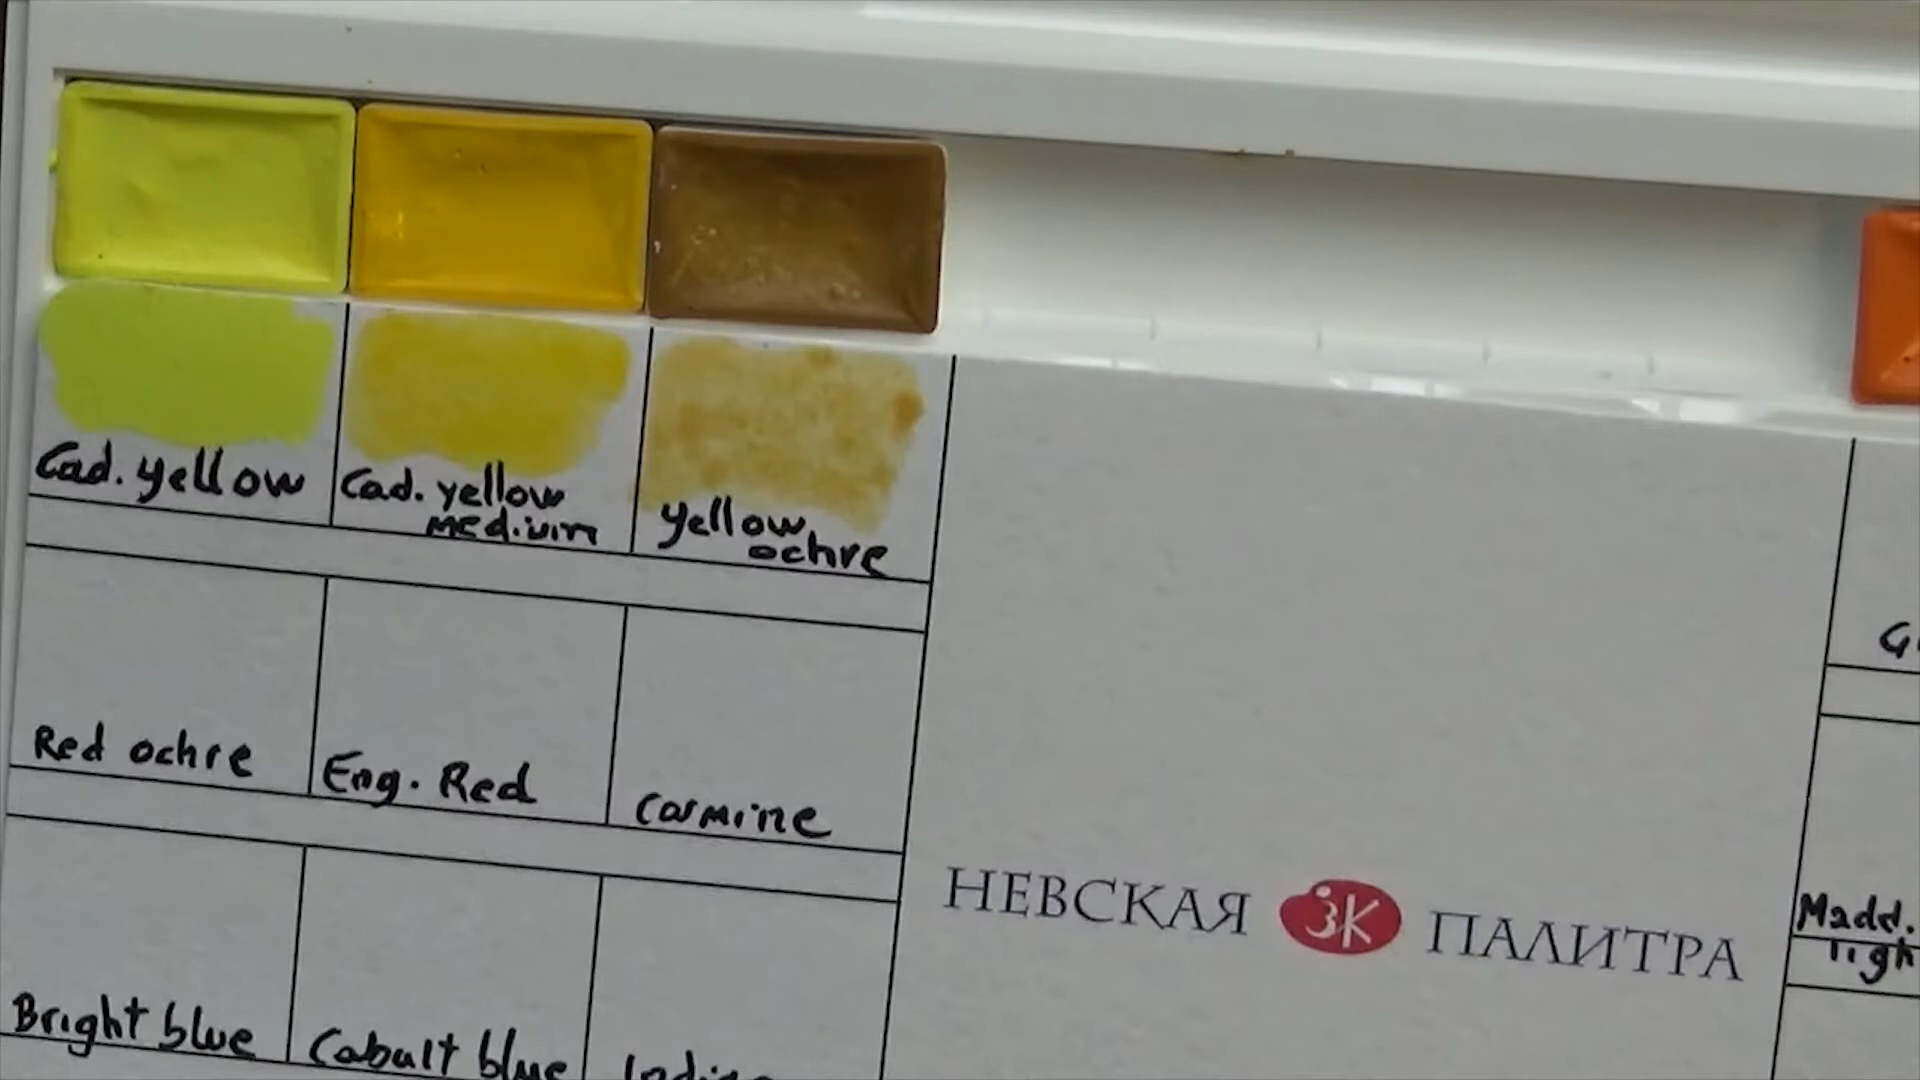 Cad. yellow
Cad. yellow
medium
yellow
ochre
Red ochre
Eng. Red
Carmine
НЕВСКАЯ ЗК ПАЛИТРА
Madd.
Bright blue
Cobalt blue